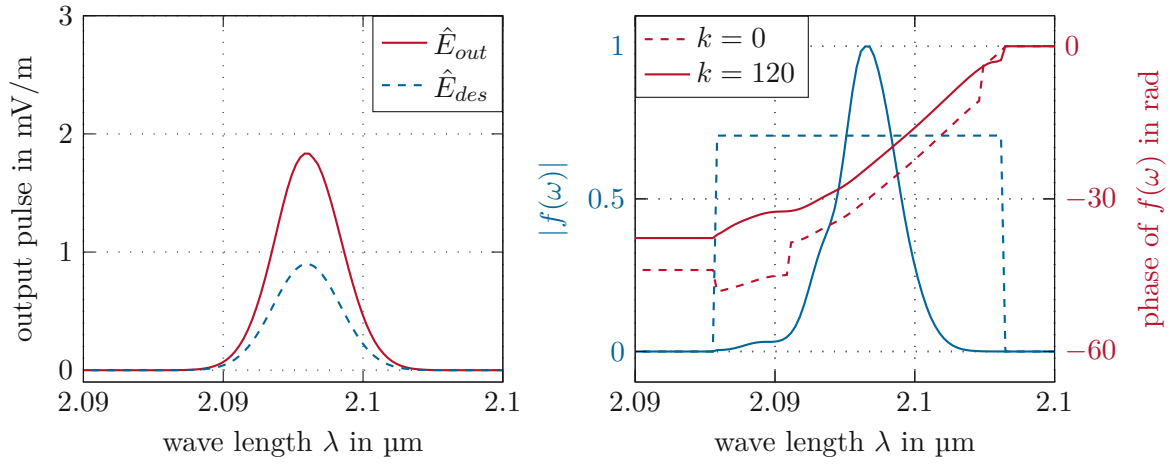 output pulse in mV/m
3
2
1
0
Ê_out
Ê_des
2.09 2.09 2.1 2.1
wave length λ in µm
|f(ω)|
1
0.5
0
k = 0
k = 120
0
−30
−60
phase of f(ω) in rad
2.09 2.09 2.1 2.1
wave length λ in µm